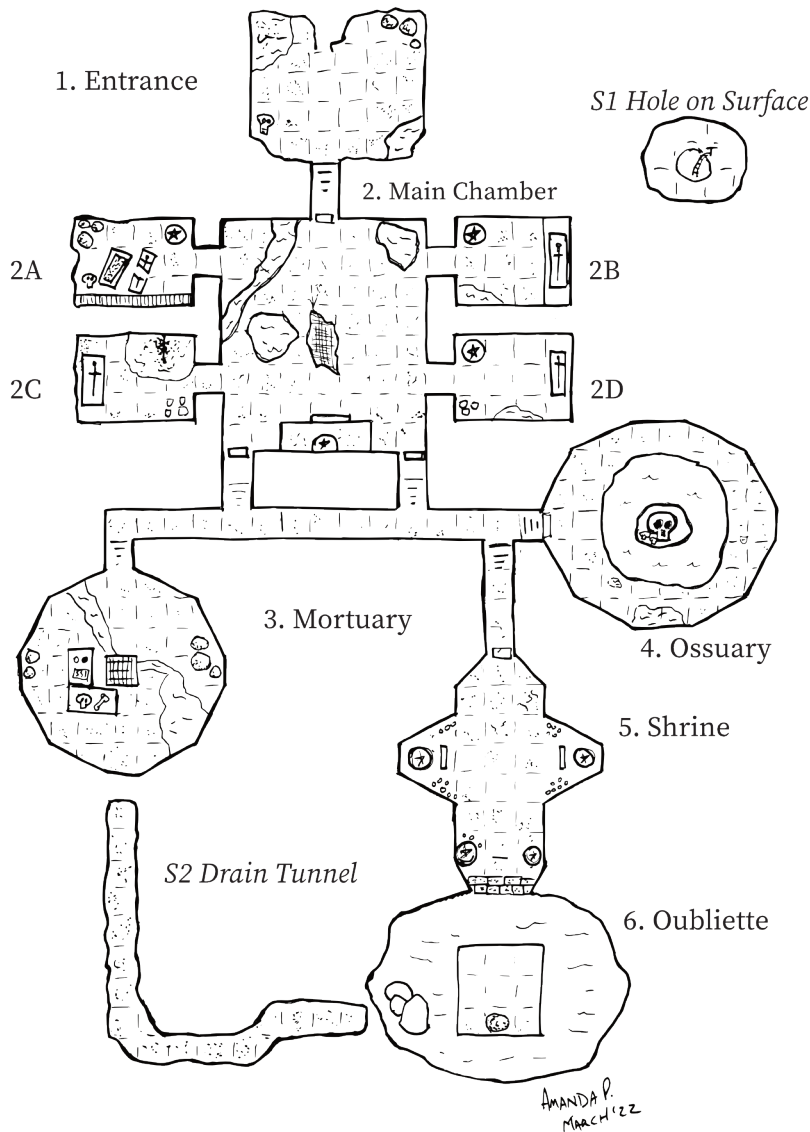 1. Entrance
S1 Hole on Surface
2. Main Chamber
2A
2B
2C
2D
3. Mortuary
4. Ossuary
5. Shrine
S2 Drain Tunnel
6. Oubliette
AMANDA P.
MARCH '22